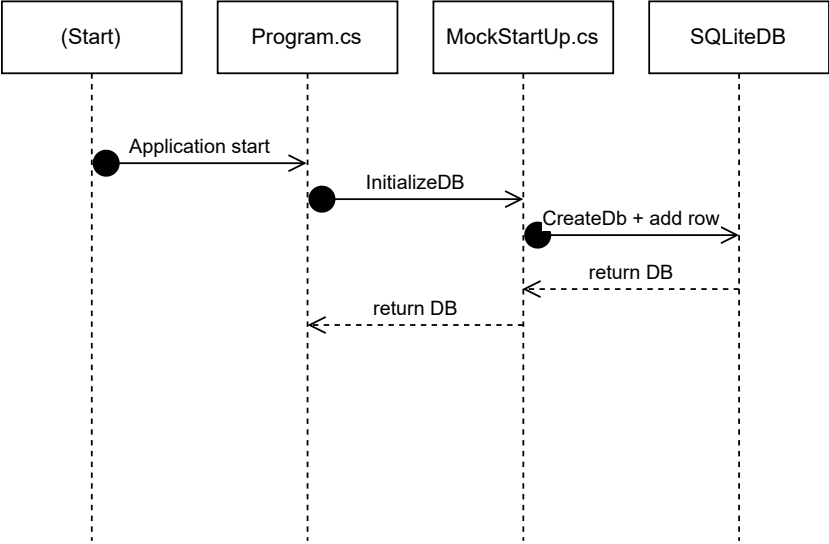 (Start)
Program.cs
MockStartUp.cs
SQLiteDB
Application start
InitializeDB
CreateDb + add row
return DB
return DB